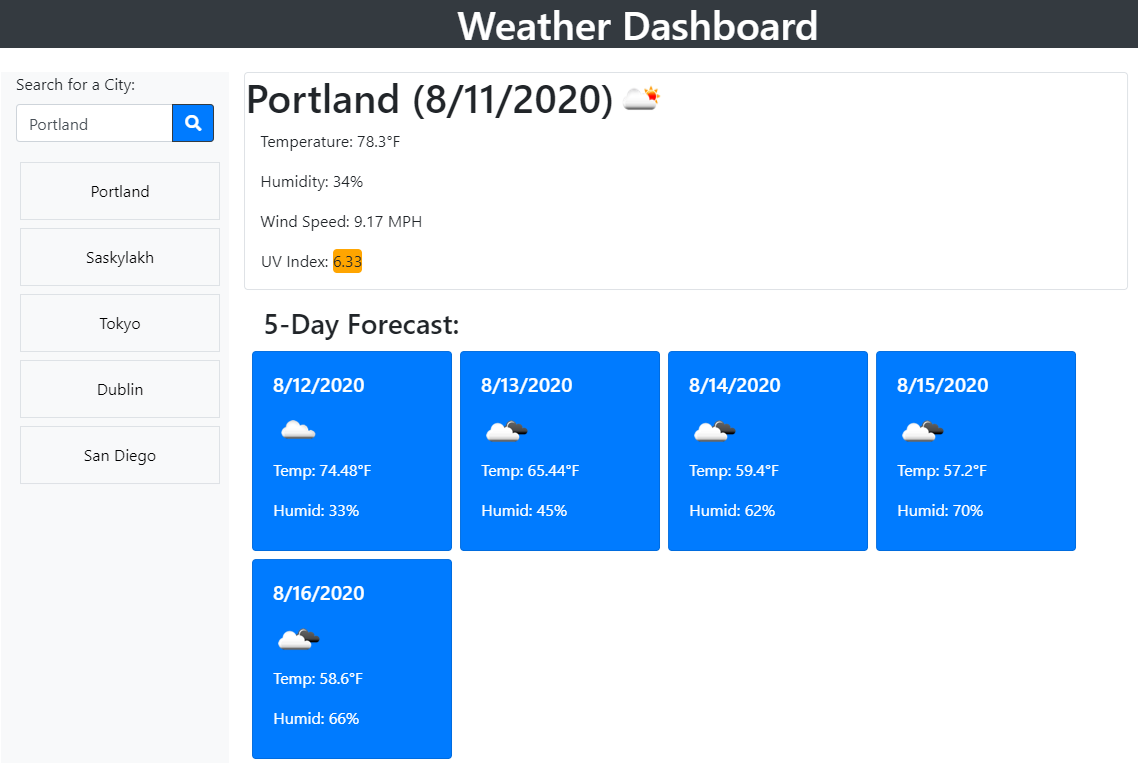 Weather Dashboard
Search for a City:
Portland
Portland
Saskylakh
Tokyo
Dublin
San Diego
Portland (8/11/2020)
Temperature: 78.3°F
Humidity: 34%
Wind Speed: 9.17 MPH
UV Index: 6.33
5-Day Forecast:
8/12/2020
Temp: 74.48°F
Humid: 33%
8/13/2020
Temp: 65.44°F
Humid: 45%
8/14/2020
Temp: 59.4°F
Humid: 62%
8/15/2020
Temp: 57.2°F
Humid: 70%
8/16/2020
Temp: 58.6°F
Humid: 66%